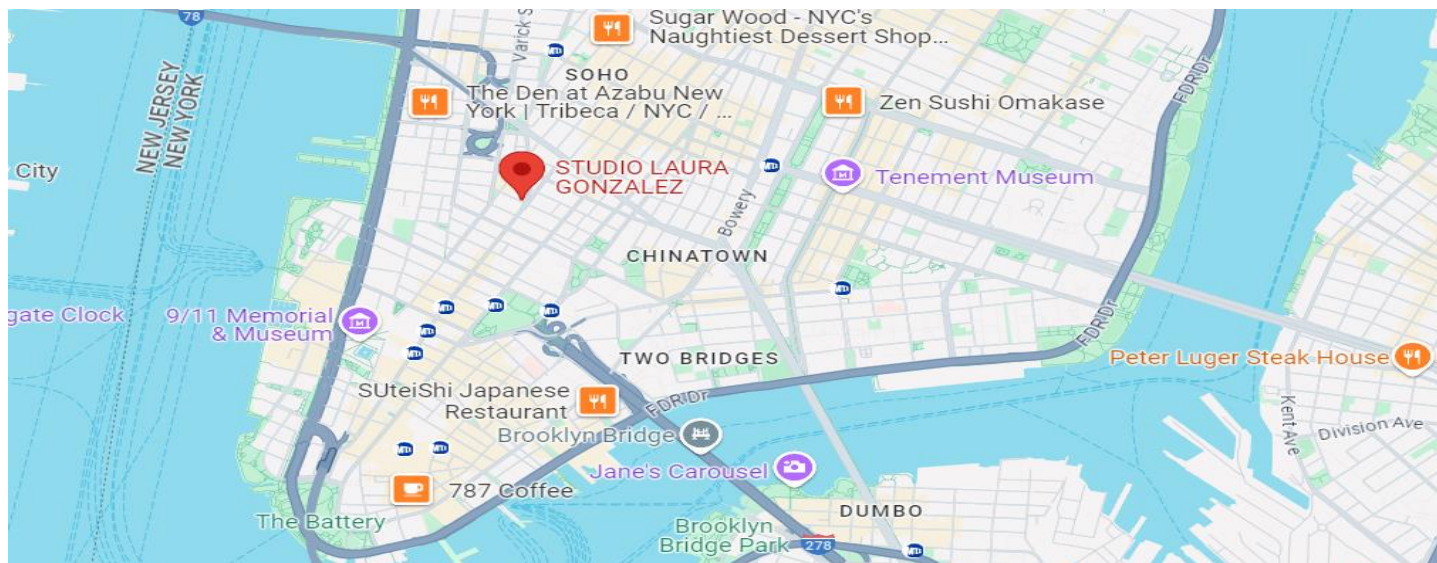 78
Varick S
Sugar Wood - NYC's
Naughtiest Dessert Shop...
SOHO
The Den at Azabu New
York | Tribeca / NYC / ...
Zen Sushi Omakase
FDR Dr
NEW JERSEY
NEW YORK
City
STUDIO LAURA
GONZALEZ
Tenement Museum
Bowery
CHINATOWN
gate Clock
9/11 Memorial
& Museum
FDR Dr
TWO BRIDGES
Peter Luger Steak House
SUteiShi Japanese
Restaurant
FDR Dr
Kent Ave
Division Ave
Brooklyn Bridge
Jane's Carousel
787 Coffee
The Battery
DUMBO
Brooklyn
Bridge Park
278